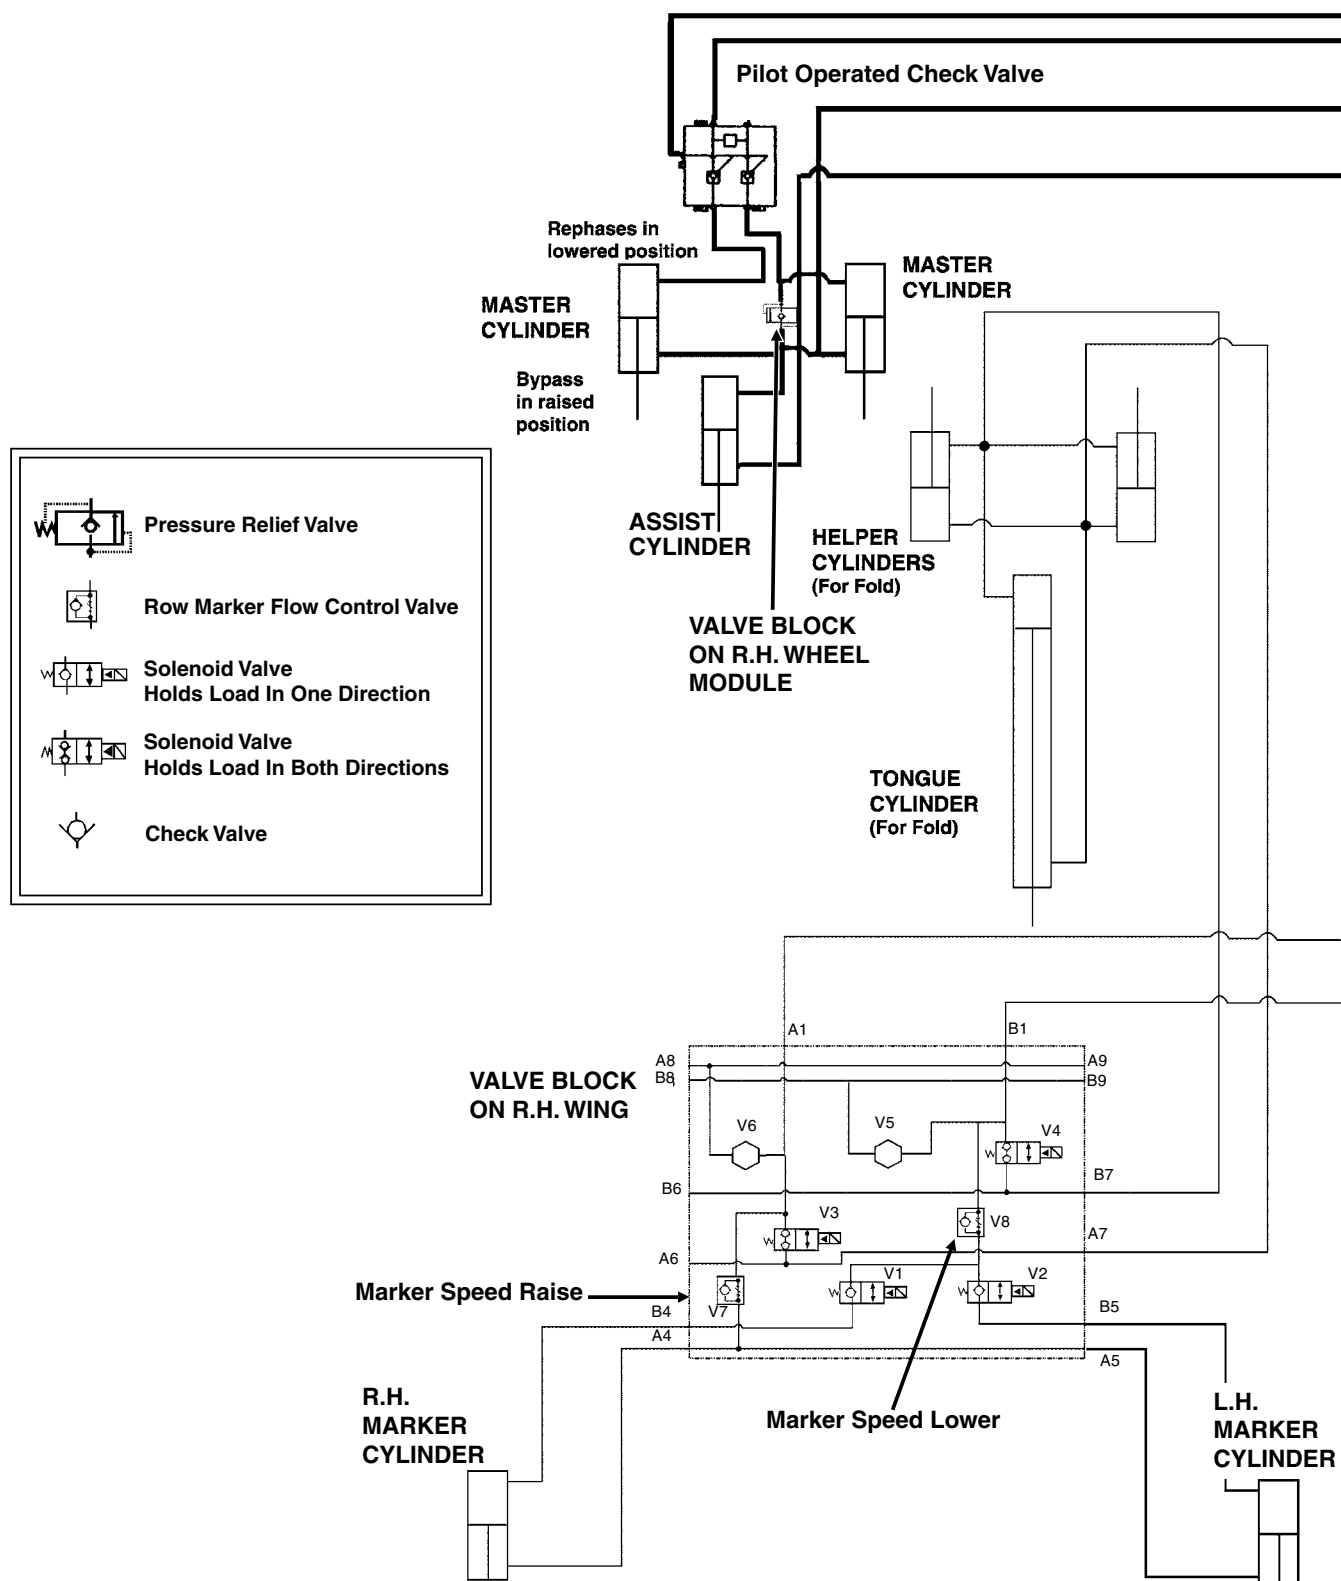 Pilot Operated Check Valve
Rephases in
lowered position
MASTER
CYLINDER
MASTER
CYLINDER
Bypass
in raised
position
ASSIST
CYLINDER
HELPER
CYLINDERS
(For Fold)
VALVE BLOCK
ON R.H. WHEEL
MODULE
Pressure Relief Valve
Row Marker Flow Control Valve
Solenoid Valve
Holds Load In One Direction
Solenoid Valve
Holds Load In Both Directions
Check Valve
TONGUE
CYLINDER
(For Fold)
A1
B1
A8
A9
B8
B9
VALVE BLOCK
ON R.H. WING
V6
V5
V4
B6
B7
V3
V8
A7
A6
V1
V2
Marker Speed Raise
V7
B4
B5
A4
A5
R.H.
MARKER
CYLINDER
Marker Speed Lower
L.H.
MARKER
CYLINDER